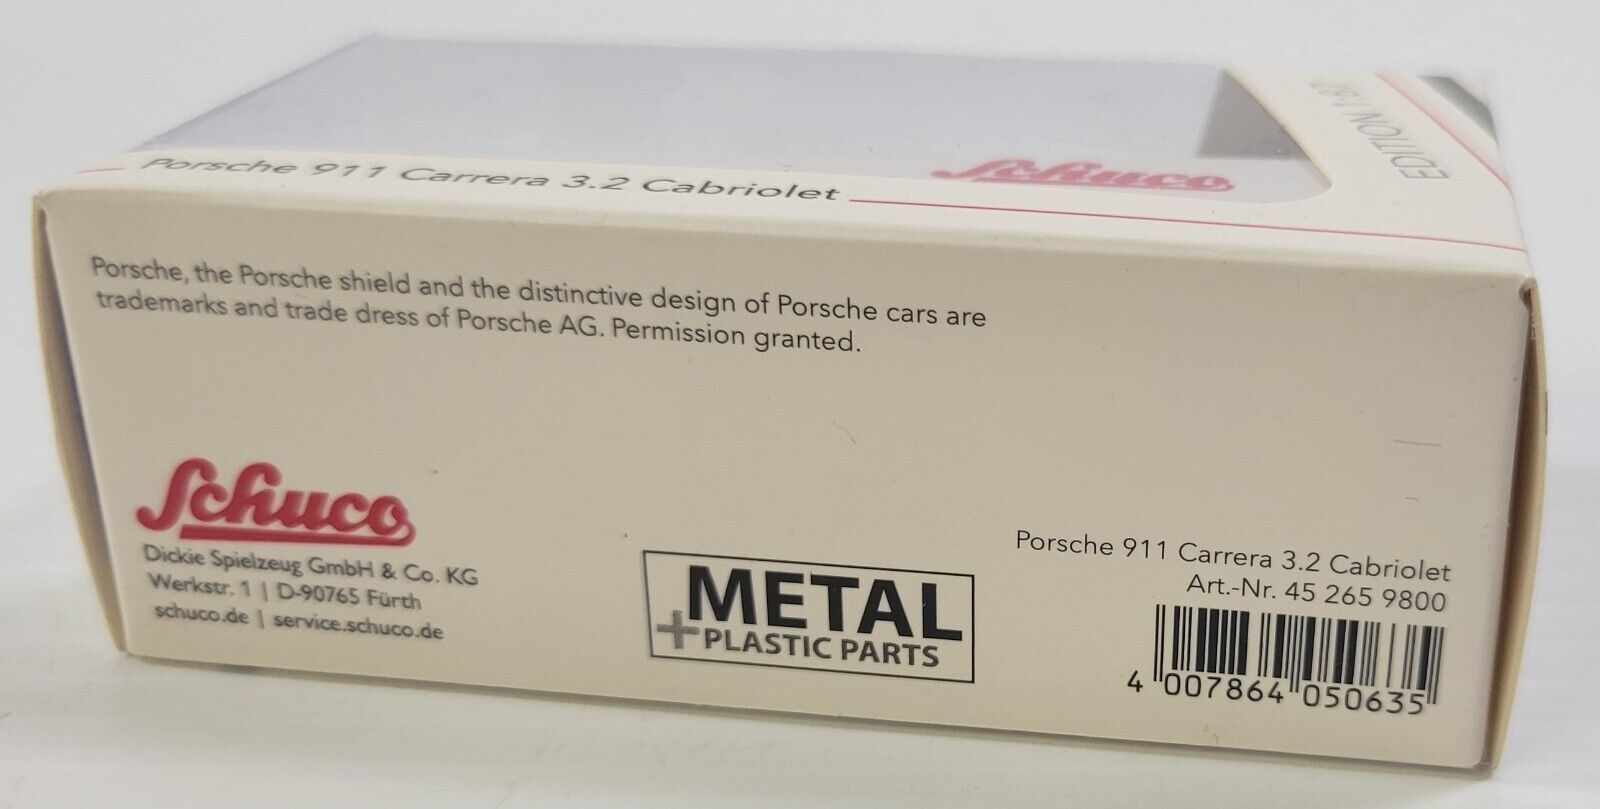 EDITION 1:87
Schuco
Porsche 911 Carrera 3.2 Cabriolet
Porsche, the Porsche shield and the distinctive design of Porsche cars are
trademarks and trade dress of Porsche AG. Permission granted.
Schuco
Dickie Spielzeug GmbH & Co. KG
Werkstr. 1 | D-90765 Fürth
schuco.de | service.schuco.de
METAL
+PLASTIC PARTS
Porsche 911 Carrera 3.2 Cabriolet
Art.-Nr. 45 265 9800
4 007864 050635